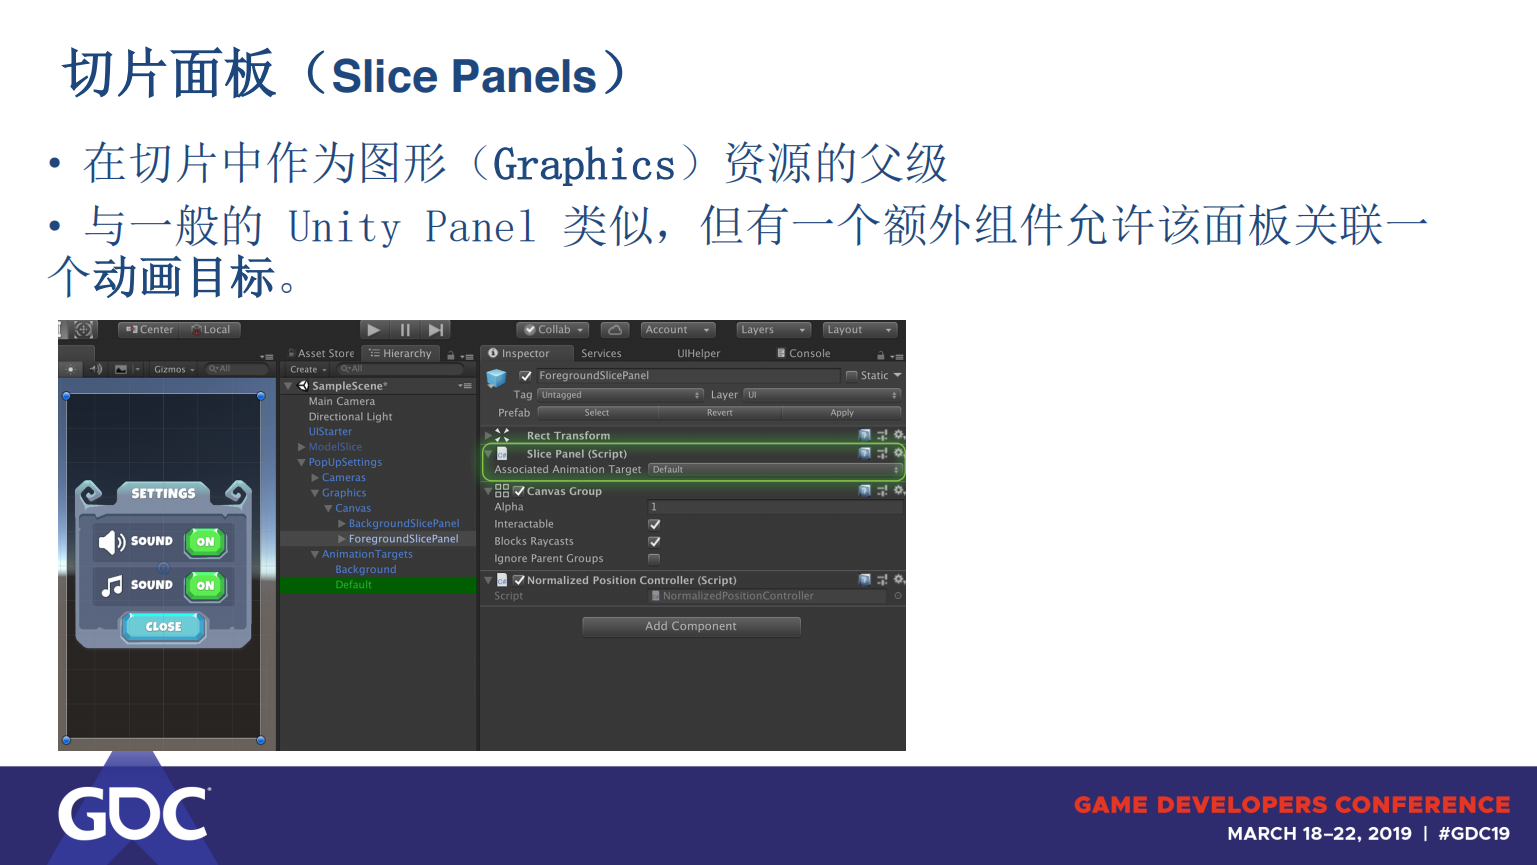 切片面板（Slice Panels）
• 在切片中作为图形（Graphics）资源的父级
• 与一般的 Unity Panel 类似，但有一个额外组件允许该面板关联一
个动画目标。
Center Local
Collab Account Layers Layout
Asset Store Hierarchy
Inspector Services UIHelper Console
Gizmos All
Create All
SampleScene*
Main Camera
Directional Light
UIStarter
ModelSlice
PopUpSettings
Cameras
Graphics
Canvas
BackgroundSlicePanel
ForegroundSlicePanel
AnimationTargets
Background
Default
SETTINGS
SOUND ON
SOUND ON
CLOSE
ForegroundSlicePanel Static
Tag Untagged Layer UI
Prefab Select Revert Apply
Rect Transform
Slice Panel (Script)
Associated Animation Target Default
Canvas Group
Alpha 1
Interactable
Blocks Raycasts
Ignore Parent Groups
Normalized Position Controller (Script)
Script NormalizedPositionController
Add Component
GDC
GAME DEVELOPERS CONFERENCE
MARCH 18–22, 2019 | #GDC19